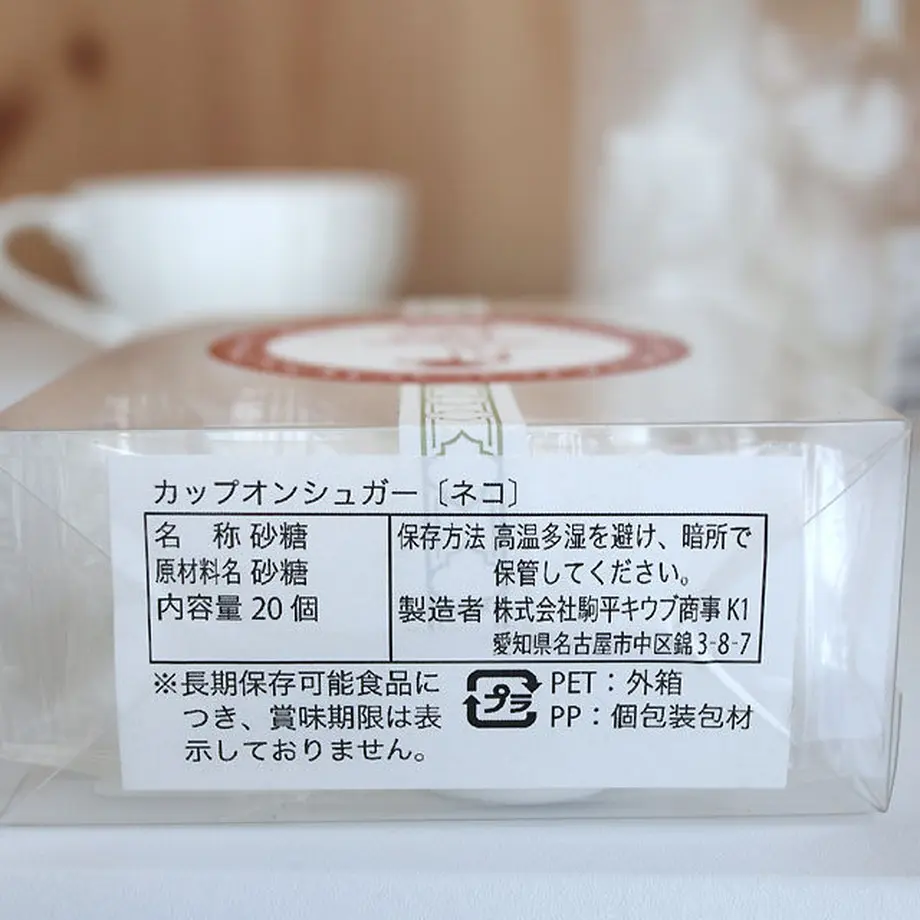 カップオンシュガー〔ネコ〕
名　称 砂糖
原材料名 砂糖
内容量 20 個
保存方法 高温多湿を避け、暗所で
保管してください。
製造者 株式会社駒平キウブ商事 K1
愛知県名古屋市中区錦 3-8-7
※長期保存可能食品に
つき、賞味期限は表
示しておりません。
プラ
PET：外箱
PP：個包装包材